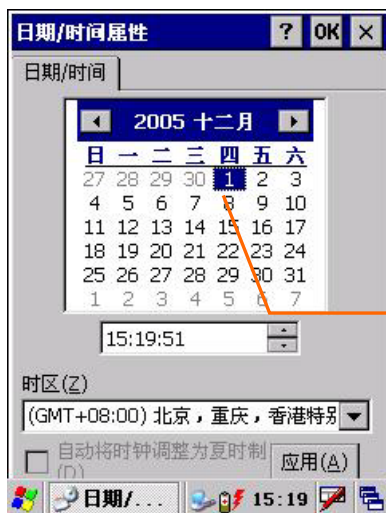 日期/时间属性 ? OK ×
日期/时间
2005 十二月
日 一 二 三 四 五 六
27 28 29 30 1 2 3
4 5 6 7 8 9 10
11 12 13 14 15 16 17
18 19 20 21 22 23 24
25 26 27 28 29 30 31
1 2 3 4 5 6 7
15:19:51
时区(Z)
(GMT+08:00) 北京，重庆，香港特别
自动将时钟调整为夏时制
(D)
应用(A)
日期/... 15:19